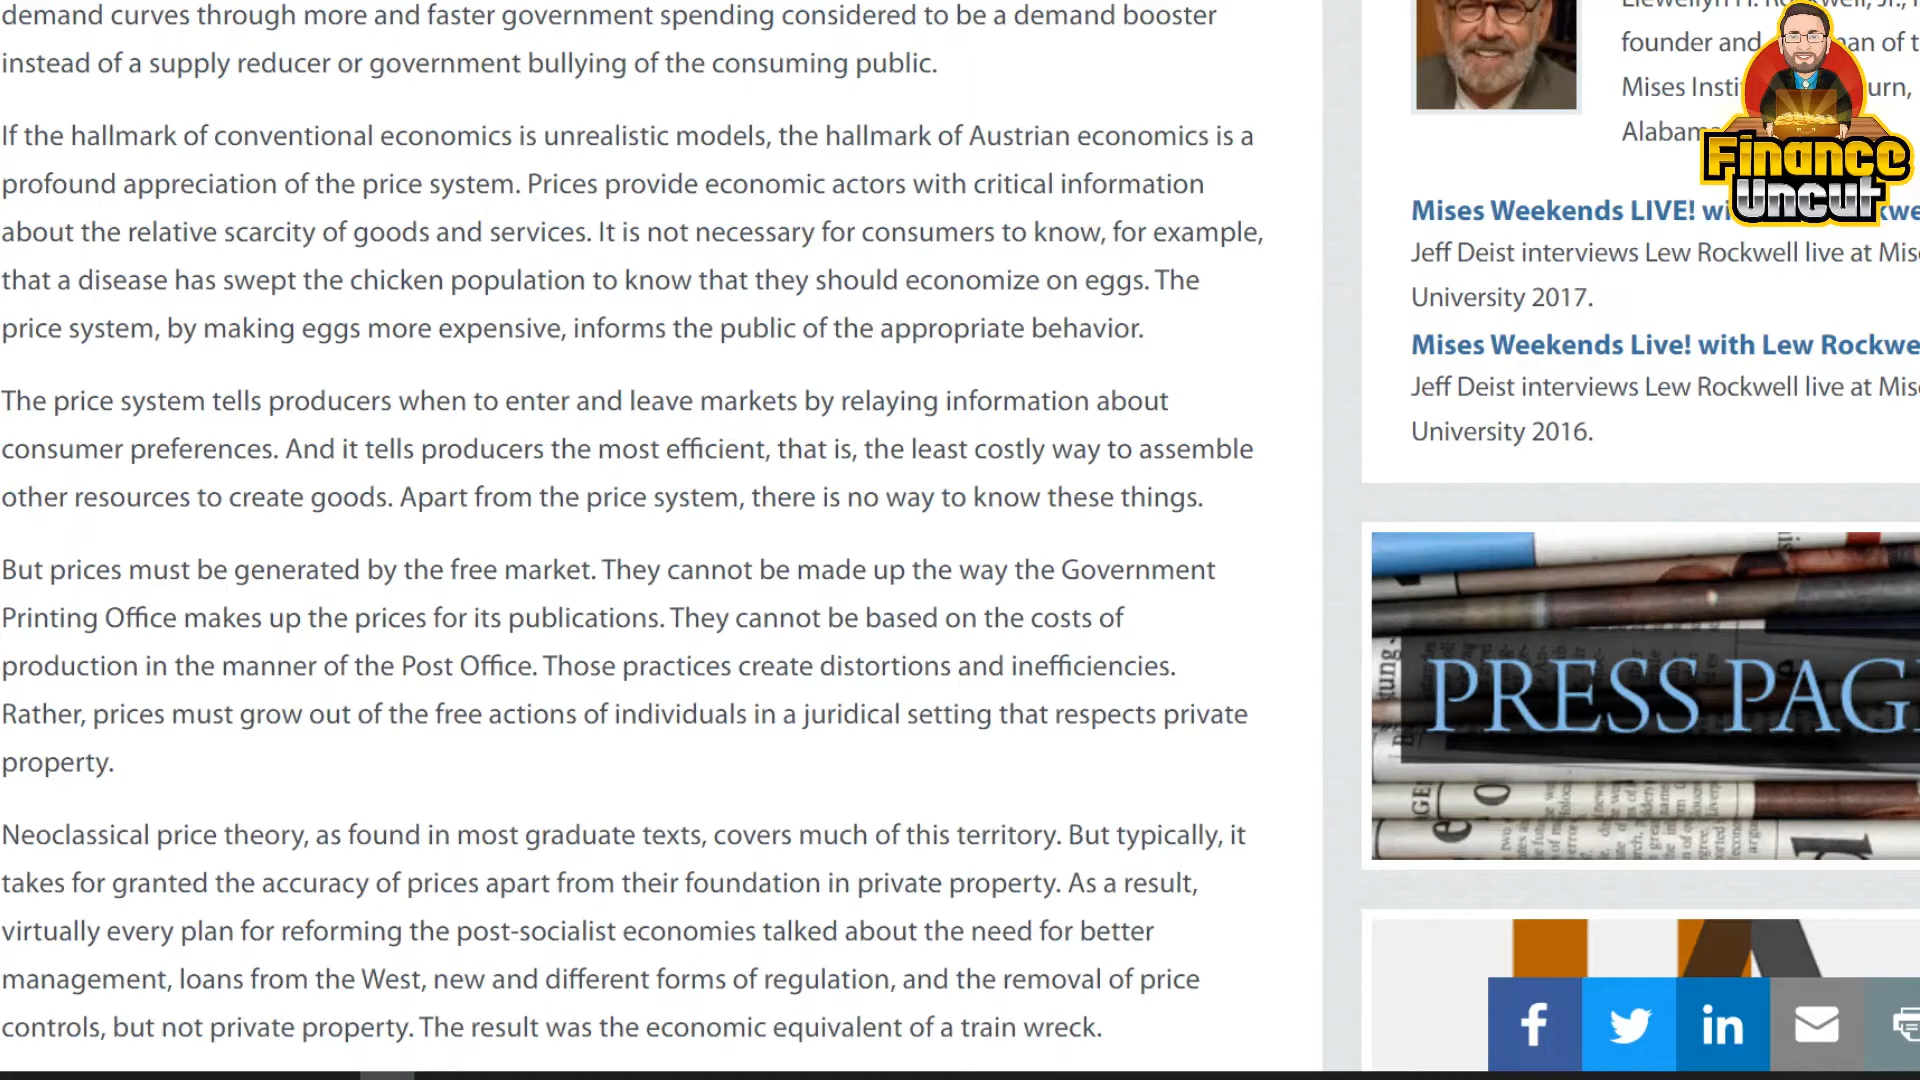 demand curves through more and faster government spending considered to be a demand booster
instead of a supply reducer or government bullying of the consuming public.
If the hallmark of conventional economics is unrealistic models, the hallmark of Austrian economics is a
profound appreciation of the price system. Prices provide economic actors with critical information
about the relative scarcity of goods and services. It is not necessary for consumers to know, for example,
that a disease has swept the chicken population to know that they should economize on eggs. The
price system, by making eggs more expensive, informs the public of the appropriate behavior.
The price system tells producers when to enter and leave markets by relaying information about
consumer preferences. And it tells producers the most efficient, that is, the least costly way to assemble
other resources to create goods. Apart from the price system, there is no way to know these things.
But prices must be generated by the free market. They cannot be made up the way the Government
Printing Office makes up the prices for its publications. They cannot be based on the costs of
production in the manner of the Post Office. Those practices create distortions and inefficiencies.
Rather, prices must grow out of the free actions of individuals in a juridical setting that respects private
property.
Neoclassical price theory, as found in most graduate texts, covers much of this territory. But typically, it
takes for granted the accuracy of prices apart from their foundation in private property. As a result,
virtually every plan for reforming the post-socialist economies talked about the need for better
management, loans from the West, new and different forms of regulation, and the removal of price
controls, but not private property. The result was the economic equivalent of a train wreck.
founder and
Mises
Finance
Uncut
Mises Weekends LIVE!
Jeff Deist interviews Lew Rockwell live at
University 2017.
Mises Weekends Live! with Lew
Jeff Deist interviews Lew Rockwell live at
University 2016.
PRESS